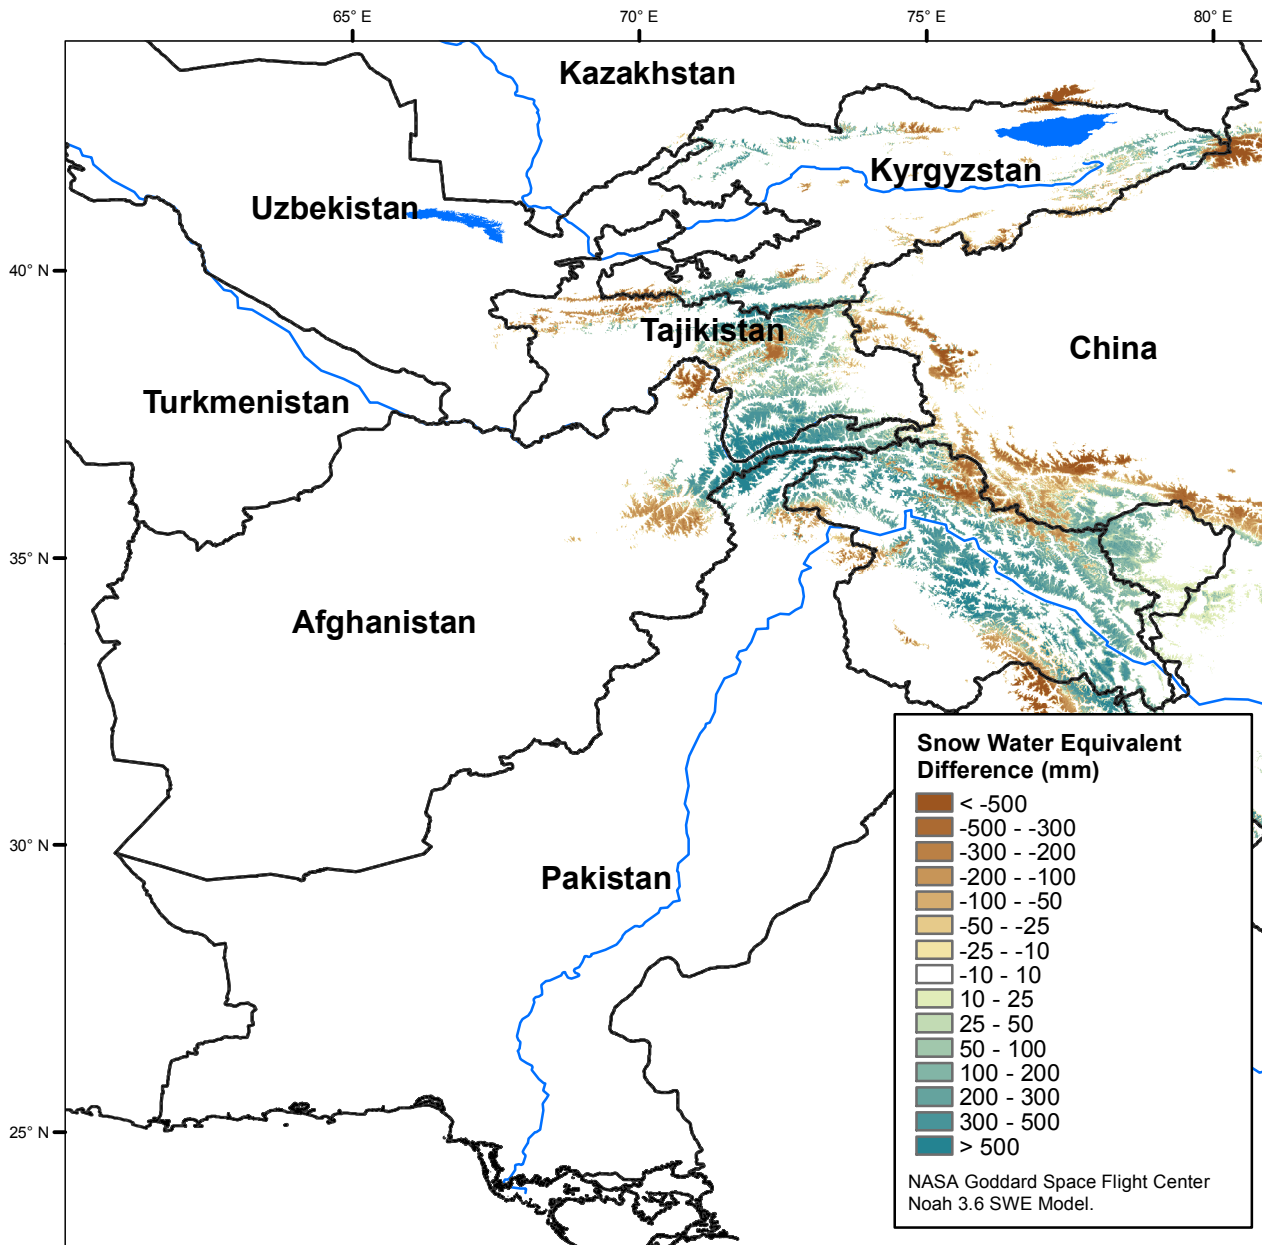 65° E
70° E
75° E
80° E
Kazakhstan
Kyrgyzstan
Uzbekistan
40° N
Tajikistan
China
Turkmenistan
35° N
Afghanistan
30° N
Pakistan
25° N
Snow Water Equivalent
Difference (mm)
< -500
-500 - -300
-300 - -200
-200 - -100
-100 - -50
-50 - -25
-25 - -10
-10 - 10
10 - 25
25 - 50
50 - 100
100 - 200
200 - 300
300 - 500
> 500
NASA Goddard Space Flight Center
Noah 3.6 SWE Model.